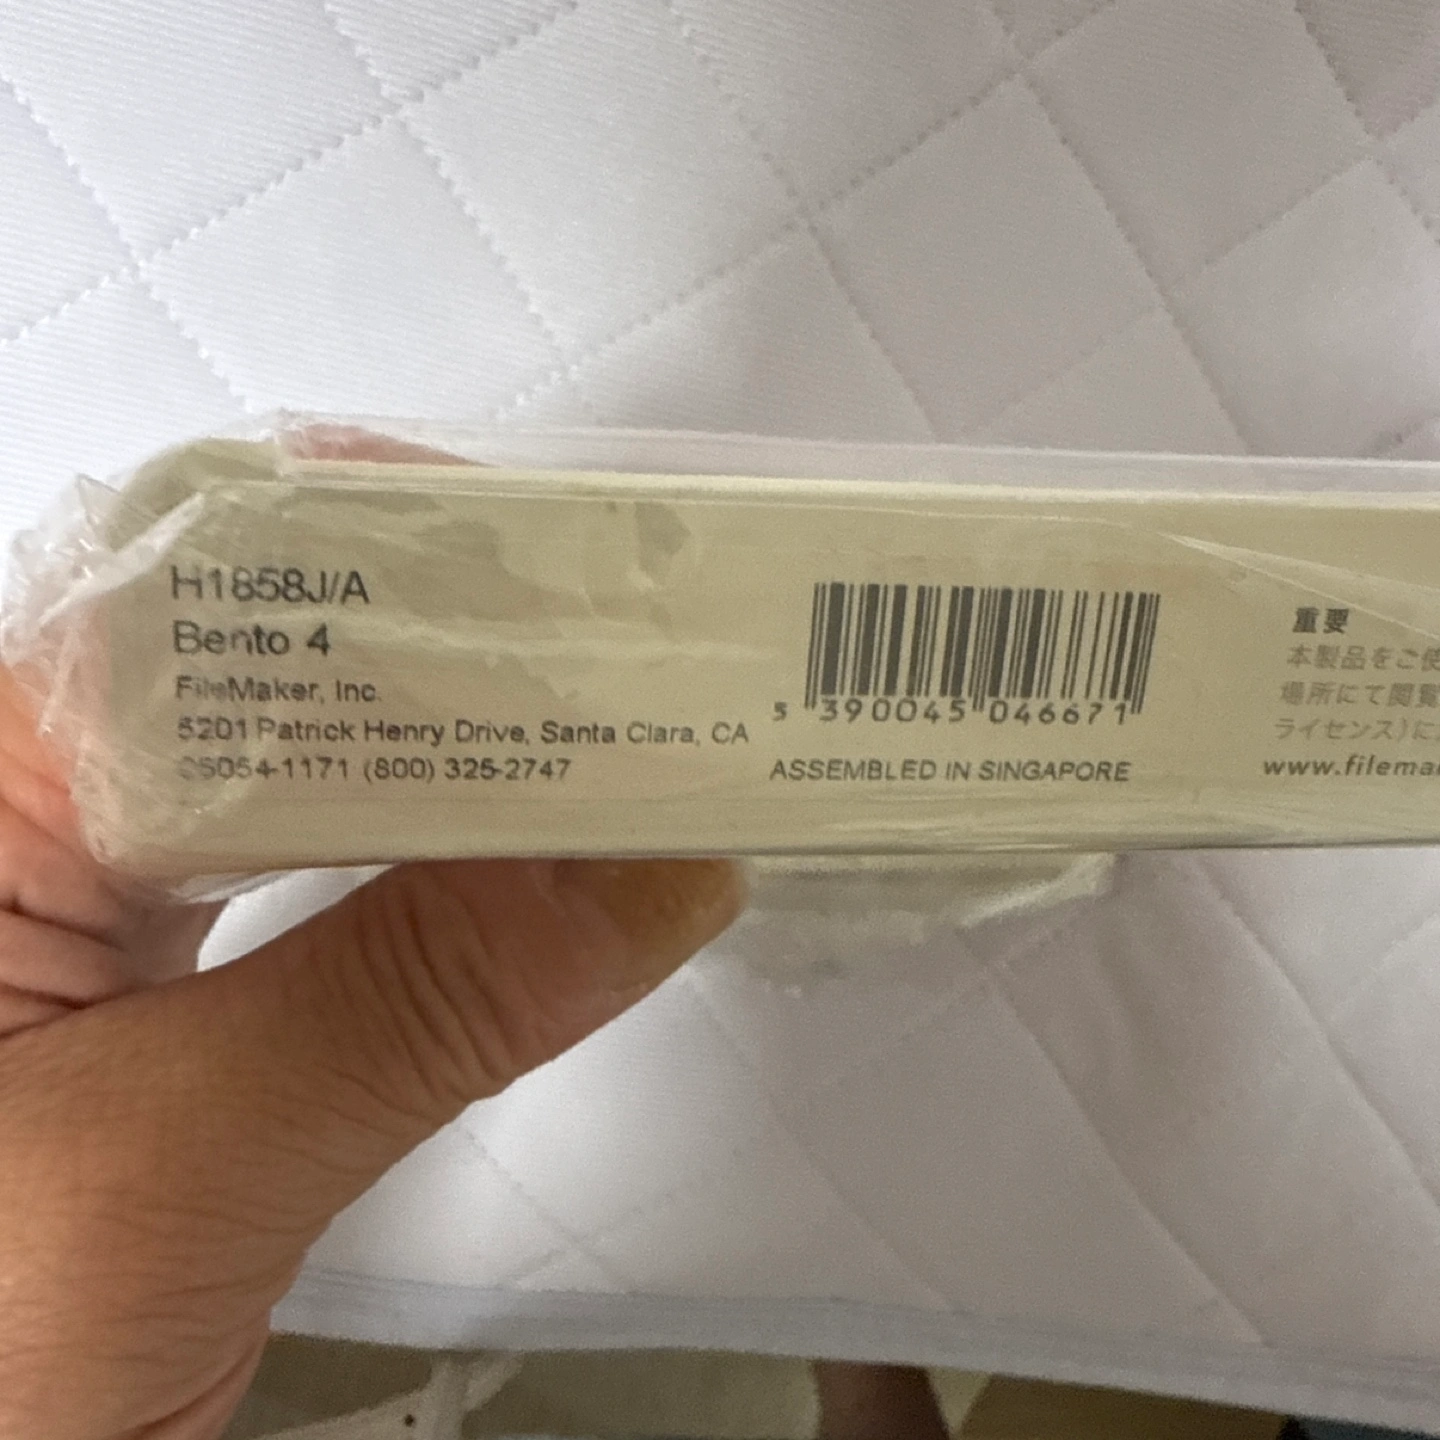 H1858J/A
Bento 4
FileMaker, Inc.
5201 Patrick Henry Drive, Santa Clara, CA
95054-1171 (800) 325-2747
5 390045 046671
ASSEMBLED IN SINGAPORE
重要
本製品をご使
場所にて閲覧
ライセンス)に
www.filema